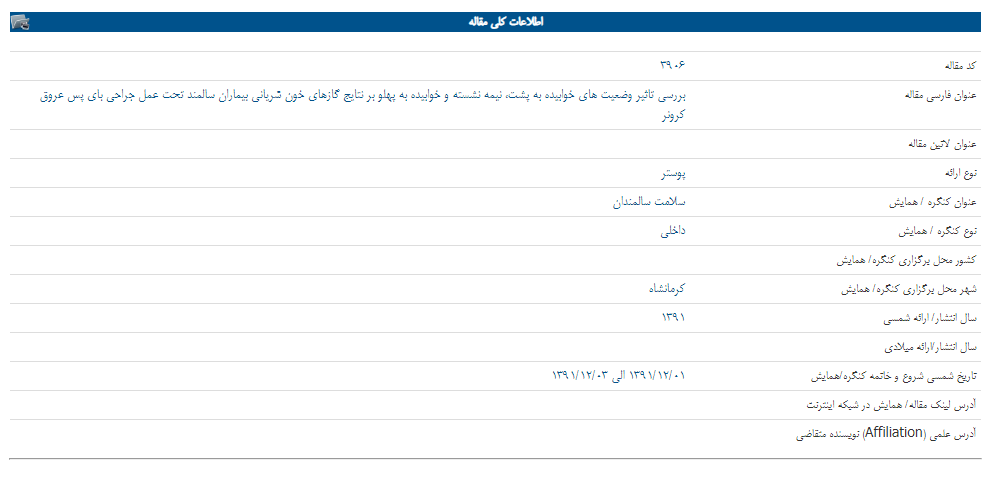 اطلاعات کلی مقاله
کد مقاله ۳۹۰۶
عنوان فارسی مقاله بررسی تاثیر وضعیت های خوابیده به پشت، نیمه نشسته و خوابیده به پهلو بر نتایج گازهای خون شریانی بیماران سالمند تحت عمل جراحی بای پس عروق
کرونر
عنوان لاتین مقاله
نوع ارائه پوستر
عنوان کنگره / همایش سلامت سالمندان
نوع کنگره / همایش داخلی
کشور محل برگزاری کنگره/ همایش
شهر محل برگزاری کنگره/ همایش کرمانشاه
سال انتشار/ ارائه شمسی ۱۳۹۱
سال انتشار/ارائه میلادی
تاریخ شمسی شروع و خاتمه کنگره/همایش ۱۳۹۱/۱۲/۰۱ الی ۱۳۹۱/۱۲/۰۳
آدرس لینک مقاله/ همایش در شبکه اینترنت
آدرس علمی (Affiliation) نویسنده متقاضی